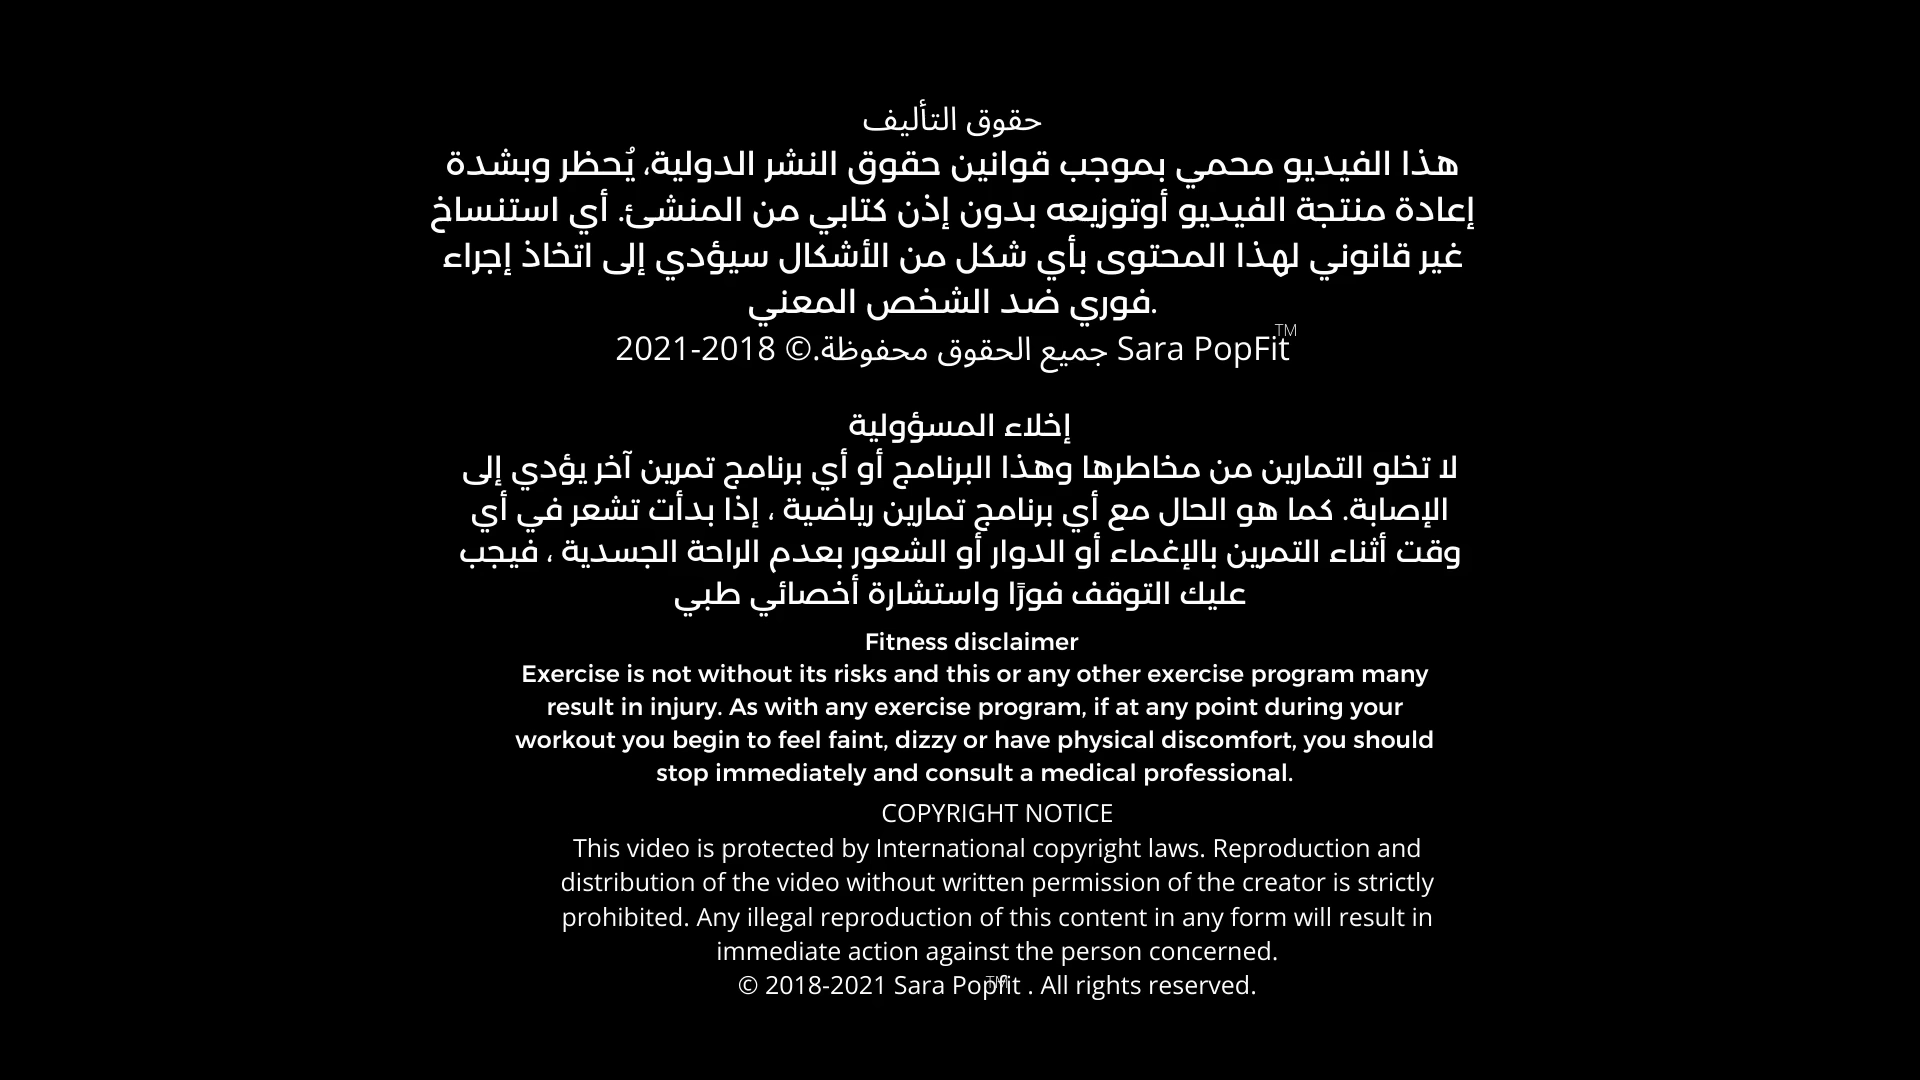 حقوق التأليف
هذا الفيديو محمي بموجب قوانين حقوق النشر الدولية، يُحظر وبشدة
إعادة منتجة الفيديو أوتوزيعه بدون إذن كتابي من المنشئ. أي استنساخ
غير قانوني لهذا المحتوى بأي شكل من الأشكال سيؤدي إلى اتخاذ إجراء
.فوري ضد الشخص المعني
2021-2018 ©.جميع الحقوق محفوظة Sara PopFit™
إخلاء المسؤولية
لا تخلو التمارين من مخاطرها وهذا البرنامج أو أي برنامج تمرين آخر يؤدي إلى
الإصابة. كما هو الحال مع أي برنامج تمارين رياضية ، إذا بدأت تشعر في أي
وقت أثناء التمرين بالإغماء أو الدوار أو الشعور بعدم الراحة الجسدية ، فيجب
عليك التوقف فورًا واستشارة أخصائي طبي
Fitness disclaimer
Exercise is not without its risks and this or any other exercise program many
result in injury. As with any exercise program, if at any point during your
workout you begin to feel faint, dizzy or have physical discomfort, you should
stop immediately and consult a medical professional.
COPYRIGHT NOTICE
This video is protected by International copyright laws. Reproduction and
distribution of the video without written permission of the creator is strictly
prohibited. Any illegal reproduction of this content in any form will result in
immediate action against the person concerned.
© 2018-2021 Sara Popfit™ . All rights reserved.